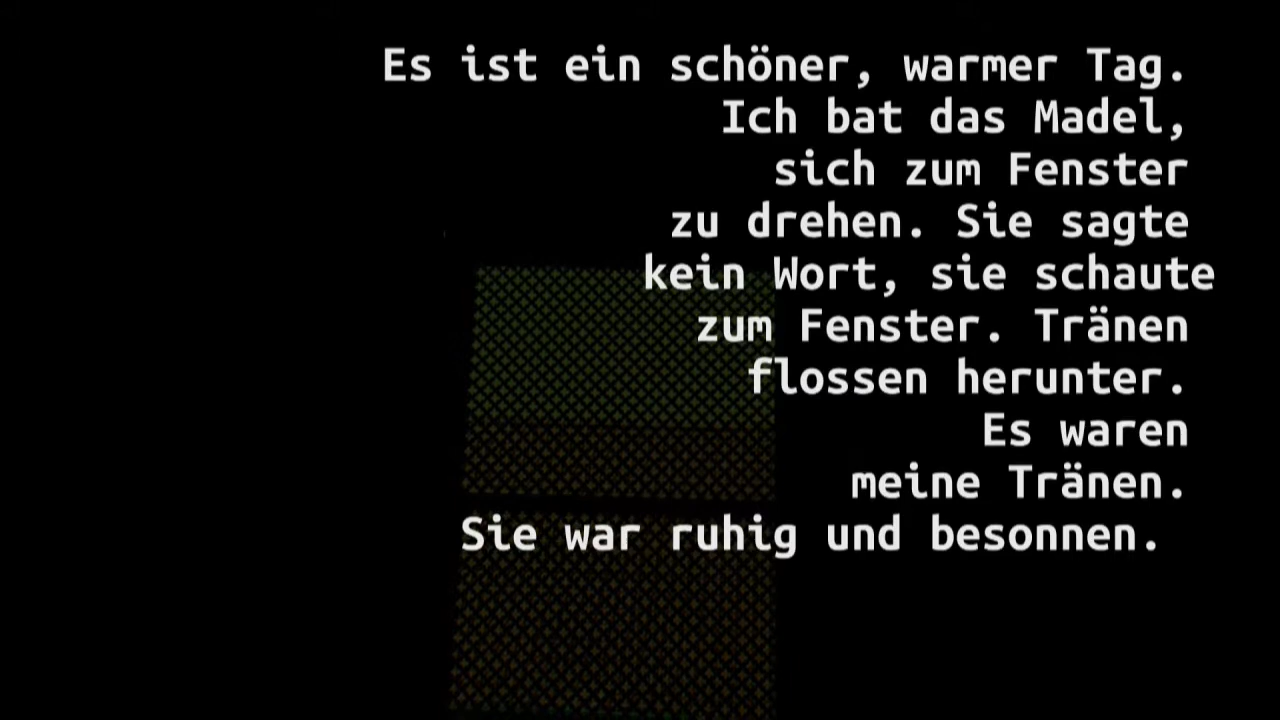 Es ist ein schöner, warmer Tag.
Ich bat das Madel,
sich zum Fenster
zu drehen. Sie sagte
kein Wort, sie schaute
zum Fenster. Tränen
flossen herunter.
Es waren
meine Tränen.
Sie war ruhig und besonnen.